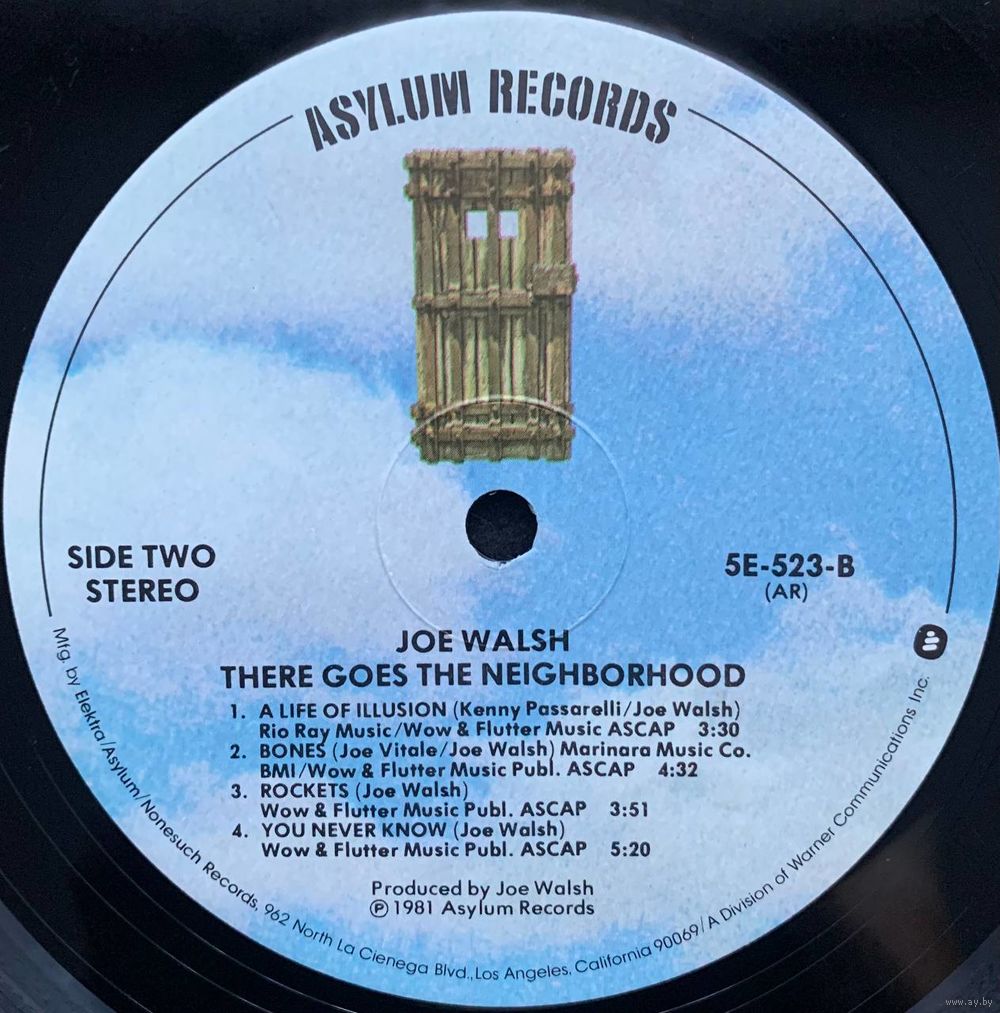 ASYLUM RECORDS
SIDE TWO
STEREO
5E-523-B
(AR)
JOE WALSH
THERE GOES THE NEIGHBORHOOD
1. A LIFE OF ILLUSION (Kenny Passarelli/Joe Walsh)
Rio Ray Music/Wow & Flutter Music ASCAP 3:30
2. BONES (Joe Vitale/Joe Walsh) Marinara Music Co.
BMI/Wow & Flutter Music Publ. ASCAP 4:32
3. ROCKETS (Joe Walsh)
Wow & Flutter Music Publ. ASCAP 3:51
4. YOU NEVER KNOW (Joe Walsh)
Wow & Flutter Music Publ. ASCAP 5:20
Produced by Joe Walsh
℗ 1981 Asylum Records
Mfg. by Elektra/Asylum/Nonesuch Records, 962 North La Cienega Blvd., Los Angeles, California 90069/A Division of Warner Communications Inc.
www.ay.by